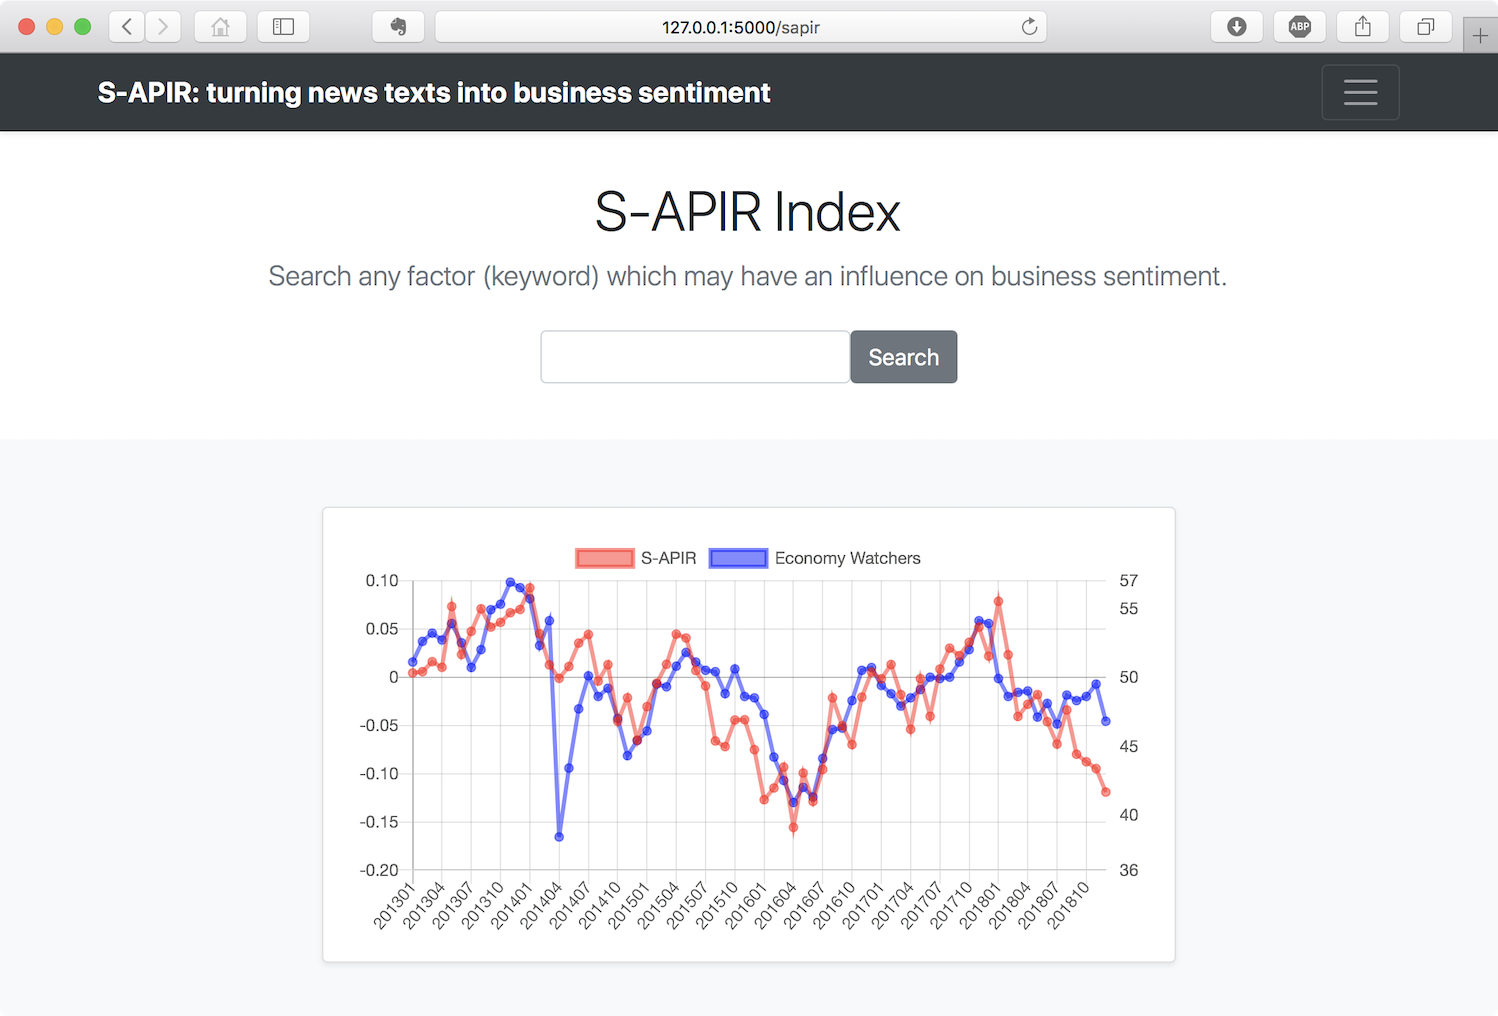 127.0.0.1:5000/sapir
ABP
S-APIR: turning news texts into business sentiment
S-APIR Index
Search any factor (keyword) which may have an influence on business sentiment.
Search
S-APIR Economy Watchers
0.10 57
55
0.05
0 50
-0.05
45
-0.10
-0.15 40
-0.20 36
201301 201304 201307 201310 201401 201404 201407 201410 201501 201504 201507 201510 201601 201604 201607 201610 201701 201704 201707 201710 201801 201804 201807 201810